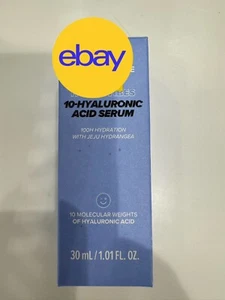 ebay
10-HYALURONIC
ACID SERUM
100H HYDRATION
WITH JEJU HYDRANGEA
10 MOLECULAR WEIGHTS
OF HYALURONIC ACID
30 mL / 1.01 FL. OZ.